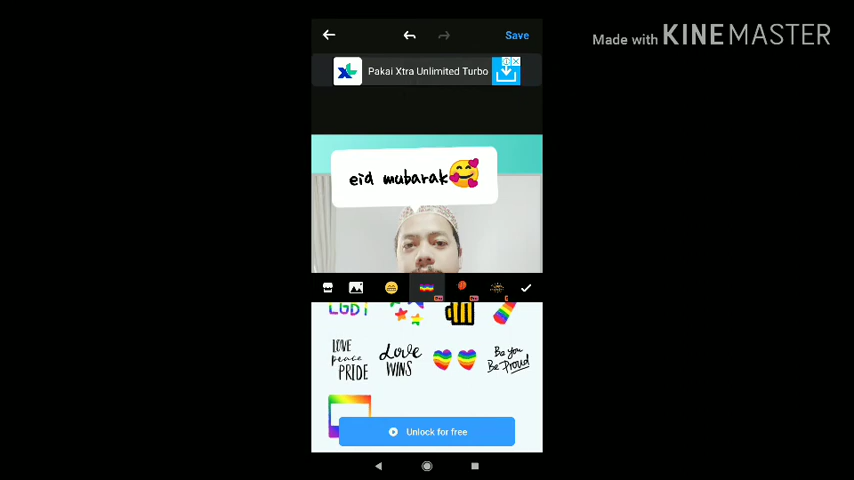 Save
Made with KINEMASTER
Pakai Xtra Unlimited Turbo
eid mubarak
LGBT
LOVE
peace
PRIDE
Love
WINS
Be you
Be Proud
Unlock for free